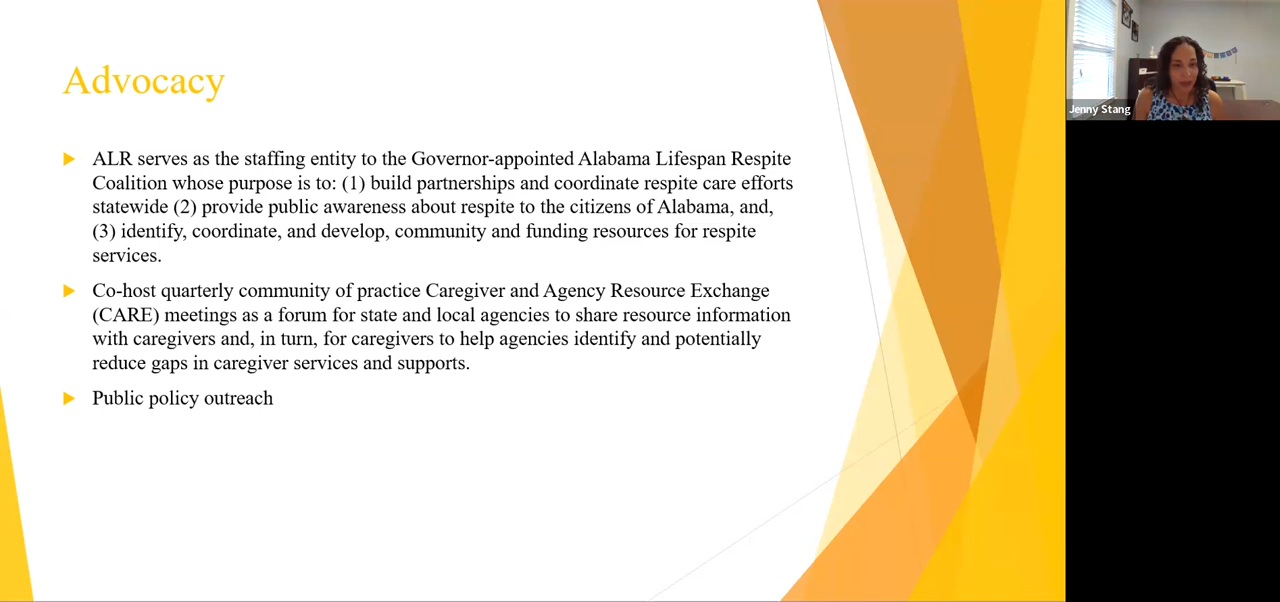 Advocacy
ALR serves as the staffing entity to the Governor-appointed Alabama Lifespan Respite
Coalition whose purpose is to: (1) build partnerships and coordinate respite care efforts
statewide (2) provide public awareness about respite to the citizens of Alabama, and,
(3) identify, coordinate, and develop, community and funding resources for respite
services.
Co-host quarterly community of practice Caregiver and Agency Resource Exchange
(CARE) meetings as a forum for state and local agencies to share resource information
with caregivers and, in turn, for caregivers to help agencies identify and potentially
reduce gaps in caregiver services and supports.
Public policy outreach
Jenny Stang